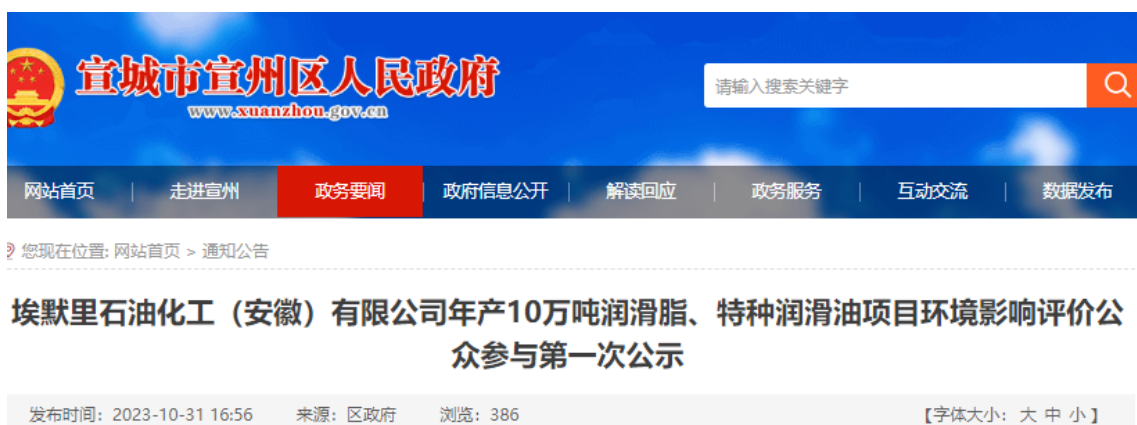 宣城市宣州区人民政府
www.xuanzhou.gov.cn
请输入搜索关键字
网站首页 | 走进宣州 政务要闻 | 政府信息公开 | 解读回应 | 政务服务 | 互动交流 | 数据发布
您现在位置: 网站首页 > 通知公告
埃默里石油化工（安徽）有限公司年产10万吨润滑脂、特种润滑油项目环境影响评价公
众参与第一次公示
发布时间：2023-10-31 16:56 来源：区政府 浏览：386 【字体大小：大 中 小】